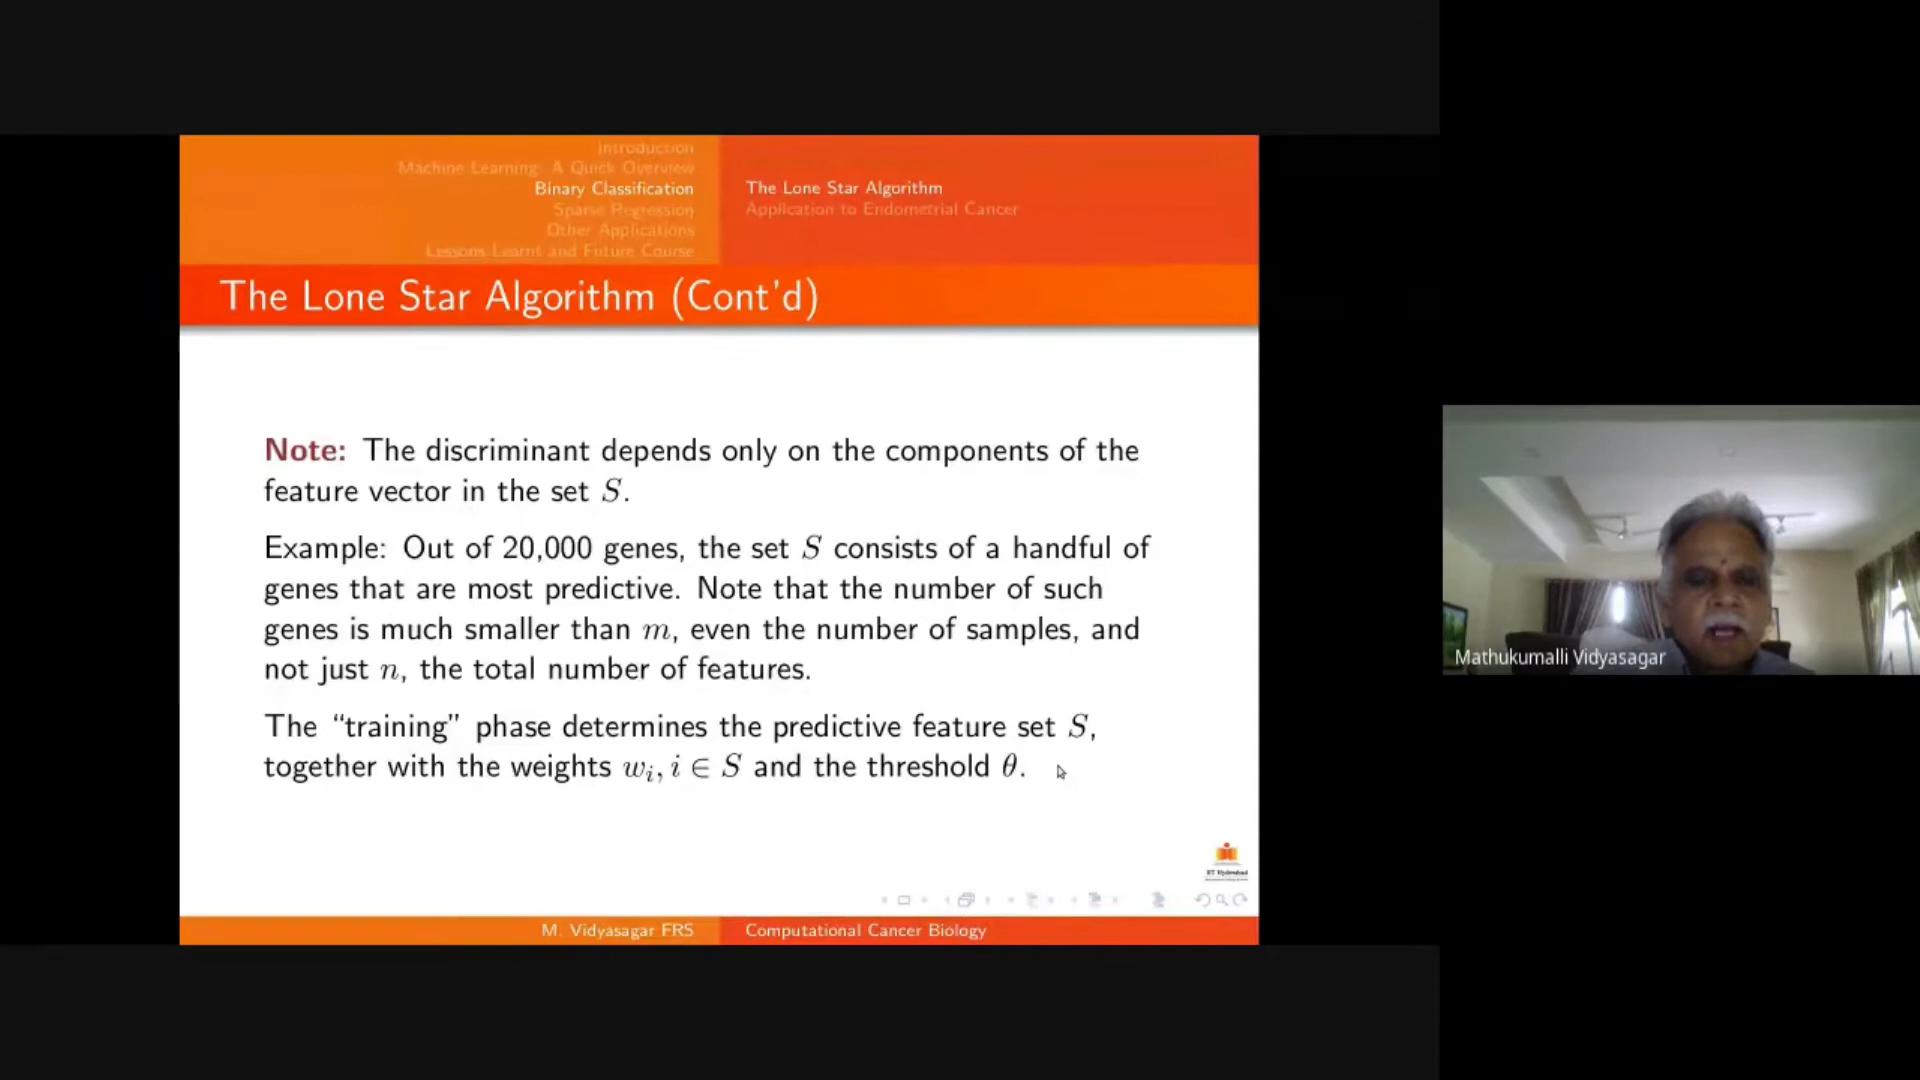 Introduction
Machine Learning: A Quick Overview
Binary Classification
Sparse Regression
Other Applications
Lessons Learnt and Future Course
The Lone Star Algorithm
Application to Endometrial Cancer
The Lone Star Algorithm (Cont'd)
Note: The discriminant depends only on the components of the
feature vector in the set S.
Example: Out of 20,000 genes, the set S consists of a handful of
genes that are most predictive. Note that the number of such
genes is much smaller than m, even the number of samples, and
not just n, the total number of features.
The “training” phase determines the predictive feature set S,
together with the weights wᵢ, i ∈ S and the threshold θ.
M. Vidyasagar FRS
Computational Cancer Biology
Mathukumalli Vidyasagar